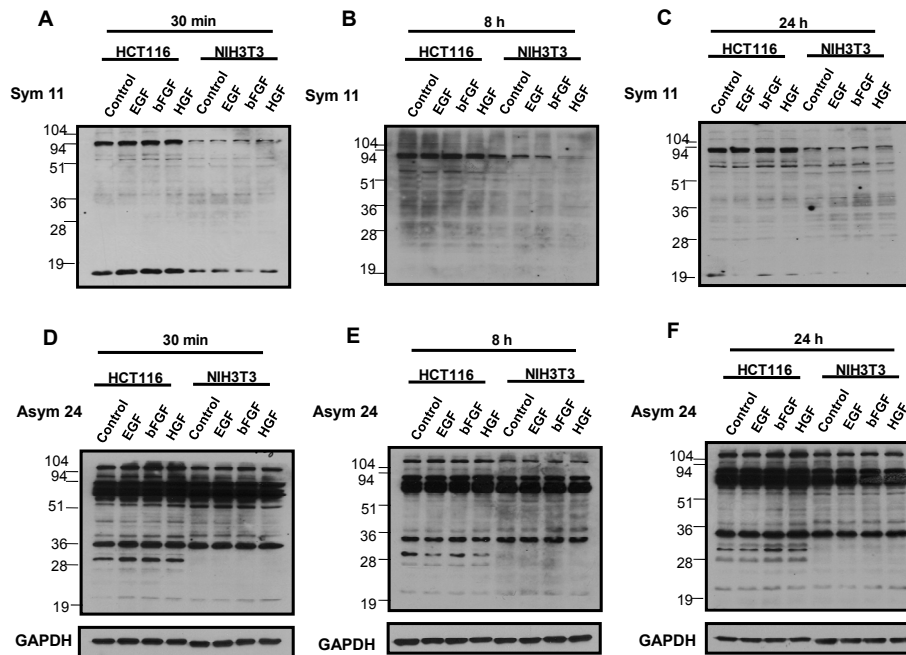 A
30 min
HCT116 NIH3T3
Sym 11
Control EGF bFGF HGF Control EGF bFGF HGF
104
94
51
36
28
19
B
8 h
HCT116 NIH3T3
Sym 11
Control EGF bFGF HGF Control EGF bFGF HGF
104
94
51
36
28
19
C
24 h
HCT116 NIH3T3
Sym 11
Control EGF bFGF HGF Control EGF bFGF HGF
104
94
51
36
28
19
D
30 min
HCT116 NIH3T3
Asym 24
Control EGF bFGF HGF Control EGF bFGF HGF
104
94
51
36
28
19
GAPDH
E
8 h
HCT116 NIH3T3
Asym 24
Control EGF bFGF HGF Control EGF bFGF HGF
104
94
51
36
28
19
GAPDH
F
24 h
HCT116 NIH3T3
Asym 24
Control EGF bFGF HGF Control EGF bFGF HGF
104
94
51
36
28
19
GAPDH